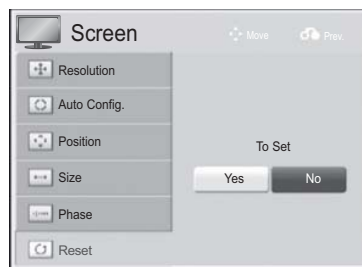 Screen
Move
Prev.
Resolution
Auto Config.
Position
To Set
Size
Yes
No
Phase
Reset